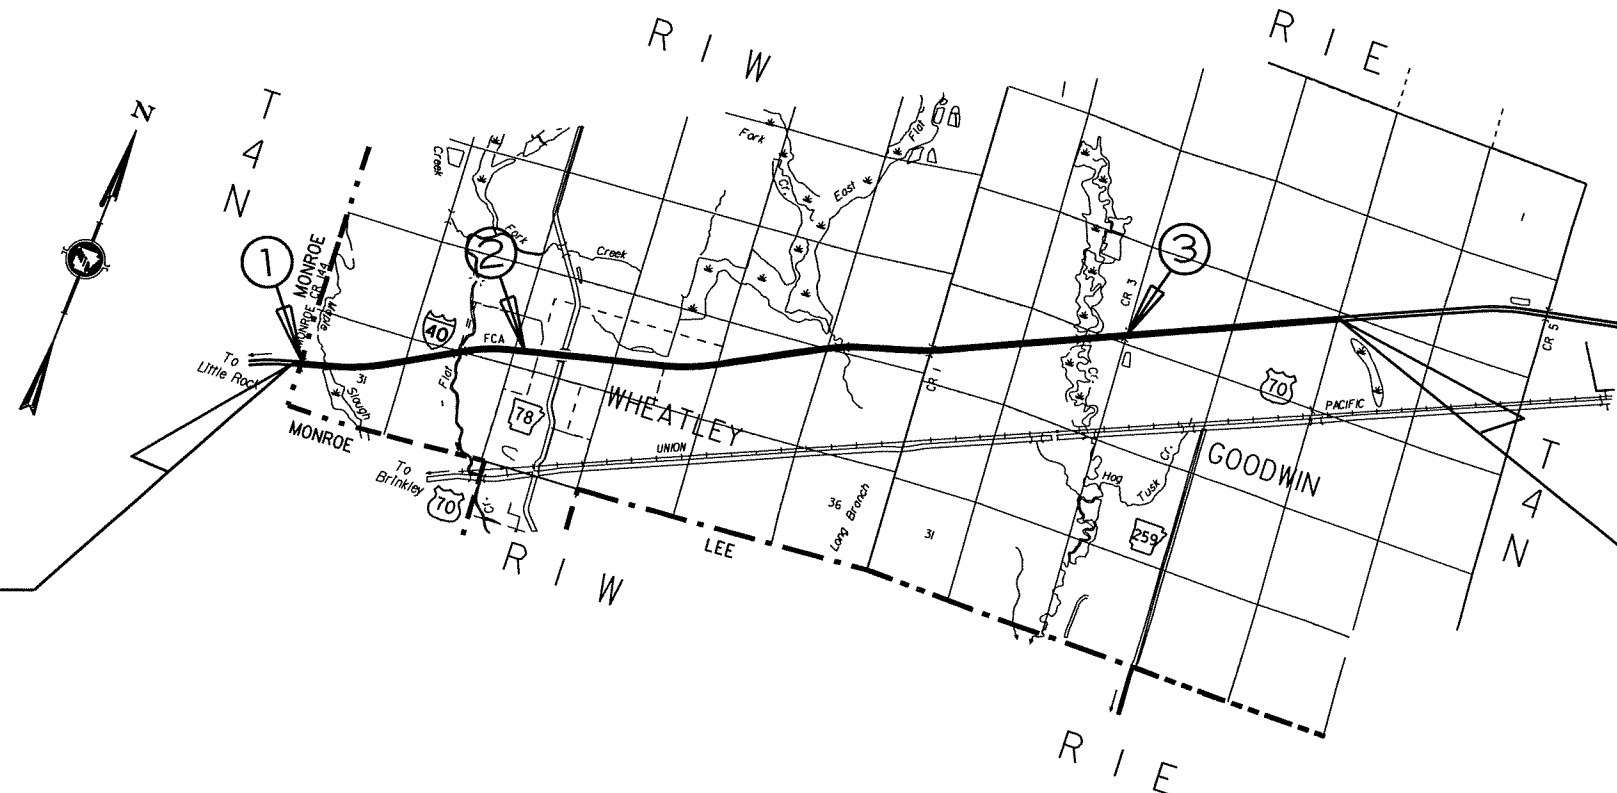 R I W
R I E
N
T
4
N
Fork
Flat
Creek
Cr.
East
Fork
Creek
1
2
3
MONROE
MONROE CR 144
CR 3
40
FCA
To
Little Rock
31
Slough
Flat
CR 1
Cr.
CR 5
70
MONROE
78
WHEATLEY
PACIFIC
UNION
To
Brinkley
70
Cr.
GOODWIN
Hog
Tusk
Cr.
T
4
N
36
Long Branch
31
259
LEE
R I W
R I E